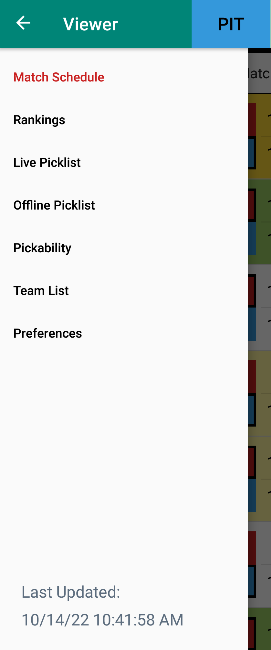 Viewer
PIT
Match Schedule
Rankings
Live Picklist
Offline Picklist
Pickability
Team List
Preferences
Last Updated:
10/14/22 10:41:58 AM